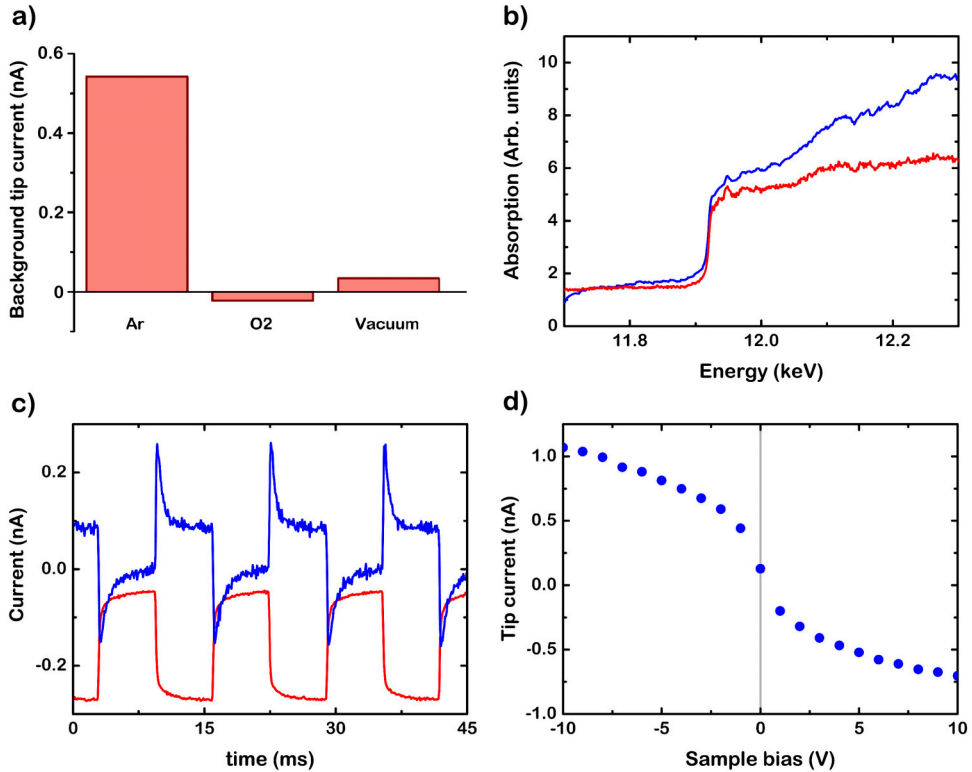 a)
Background tip current (nA)
0.6
0.4
0.2
0
Ar
O2
Vacuum
b)
Absorption (Arb. units)
10
8
6
4
2
0
11.8
12.0
12.2
Energy (keV)
c)
Current (nA)
0.2
0.0
-0.2
0
15
30
45
time (ms)
d)
Tip current (nA)
1.0
0.5
0.0
-0.5
-1.0
-10
-5
0
5
10
Sample bias (V)